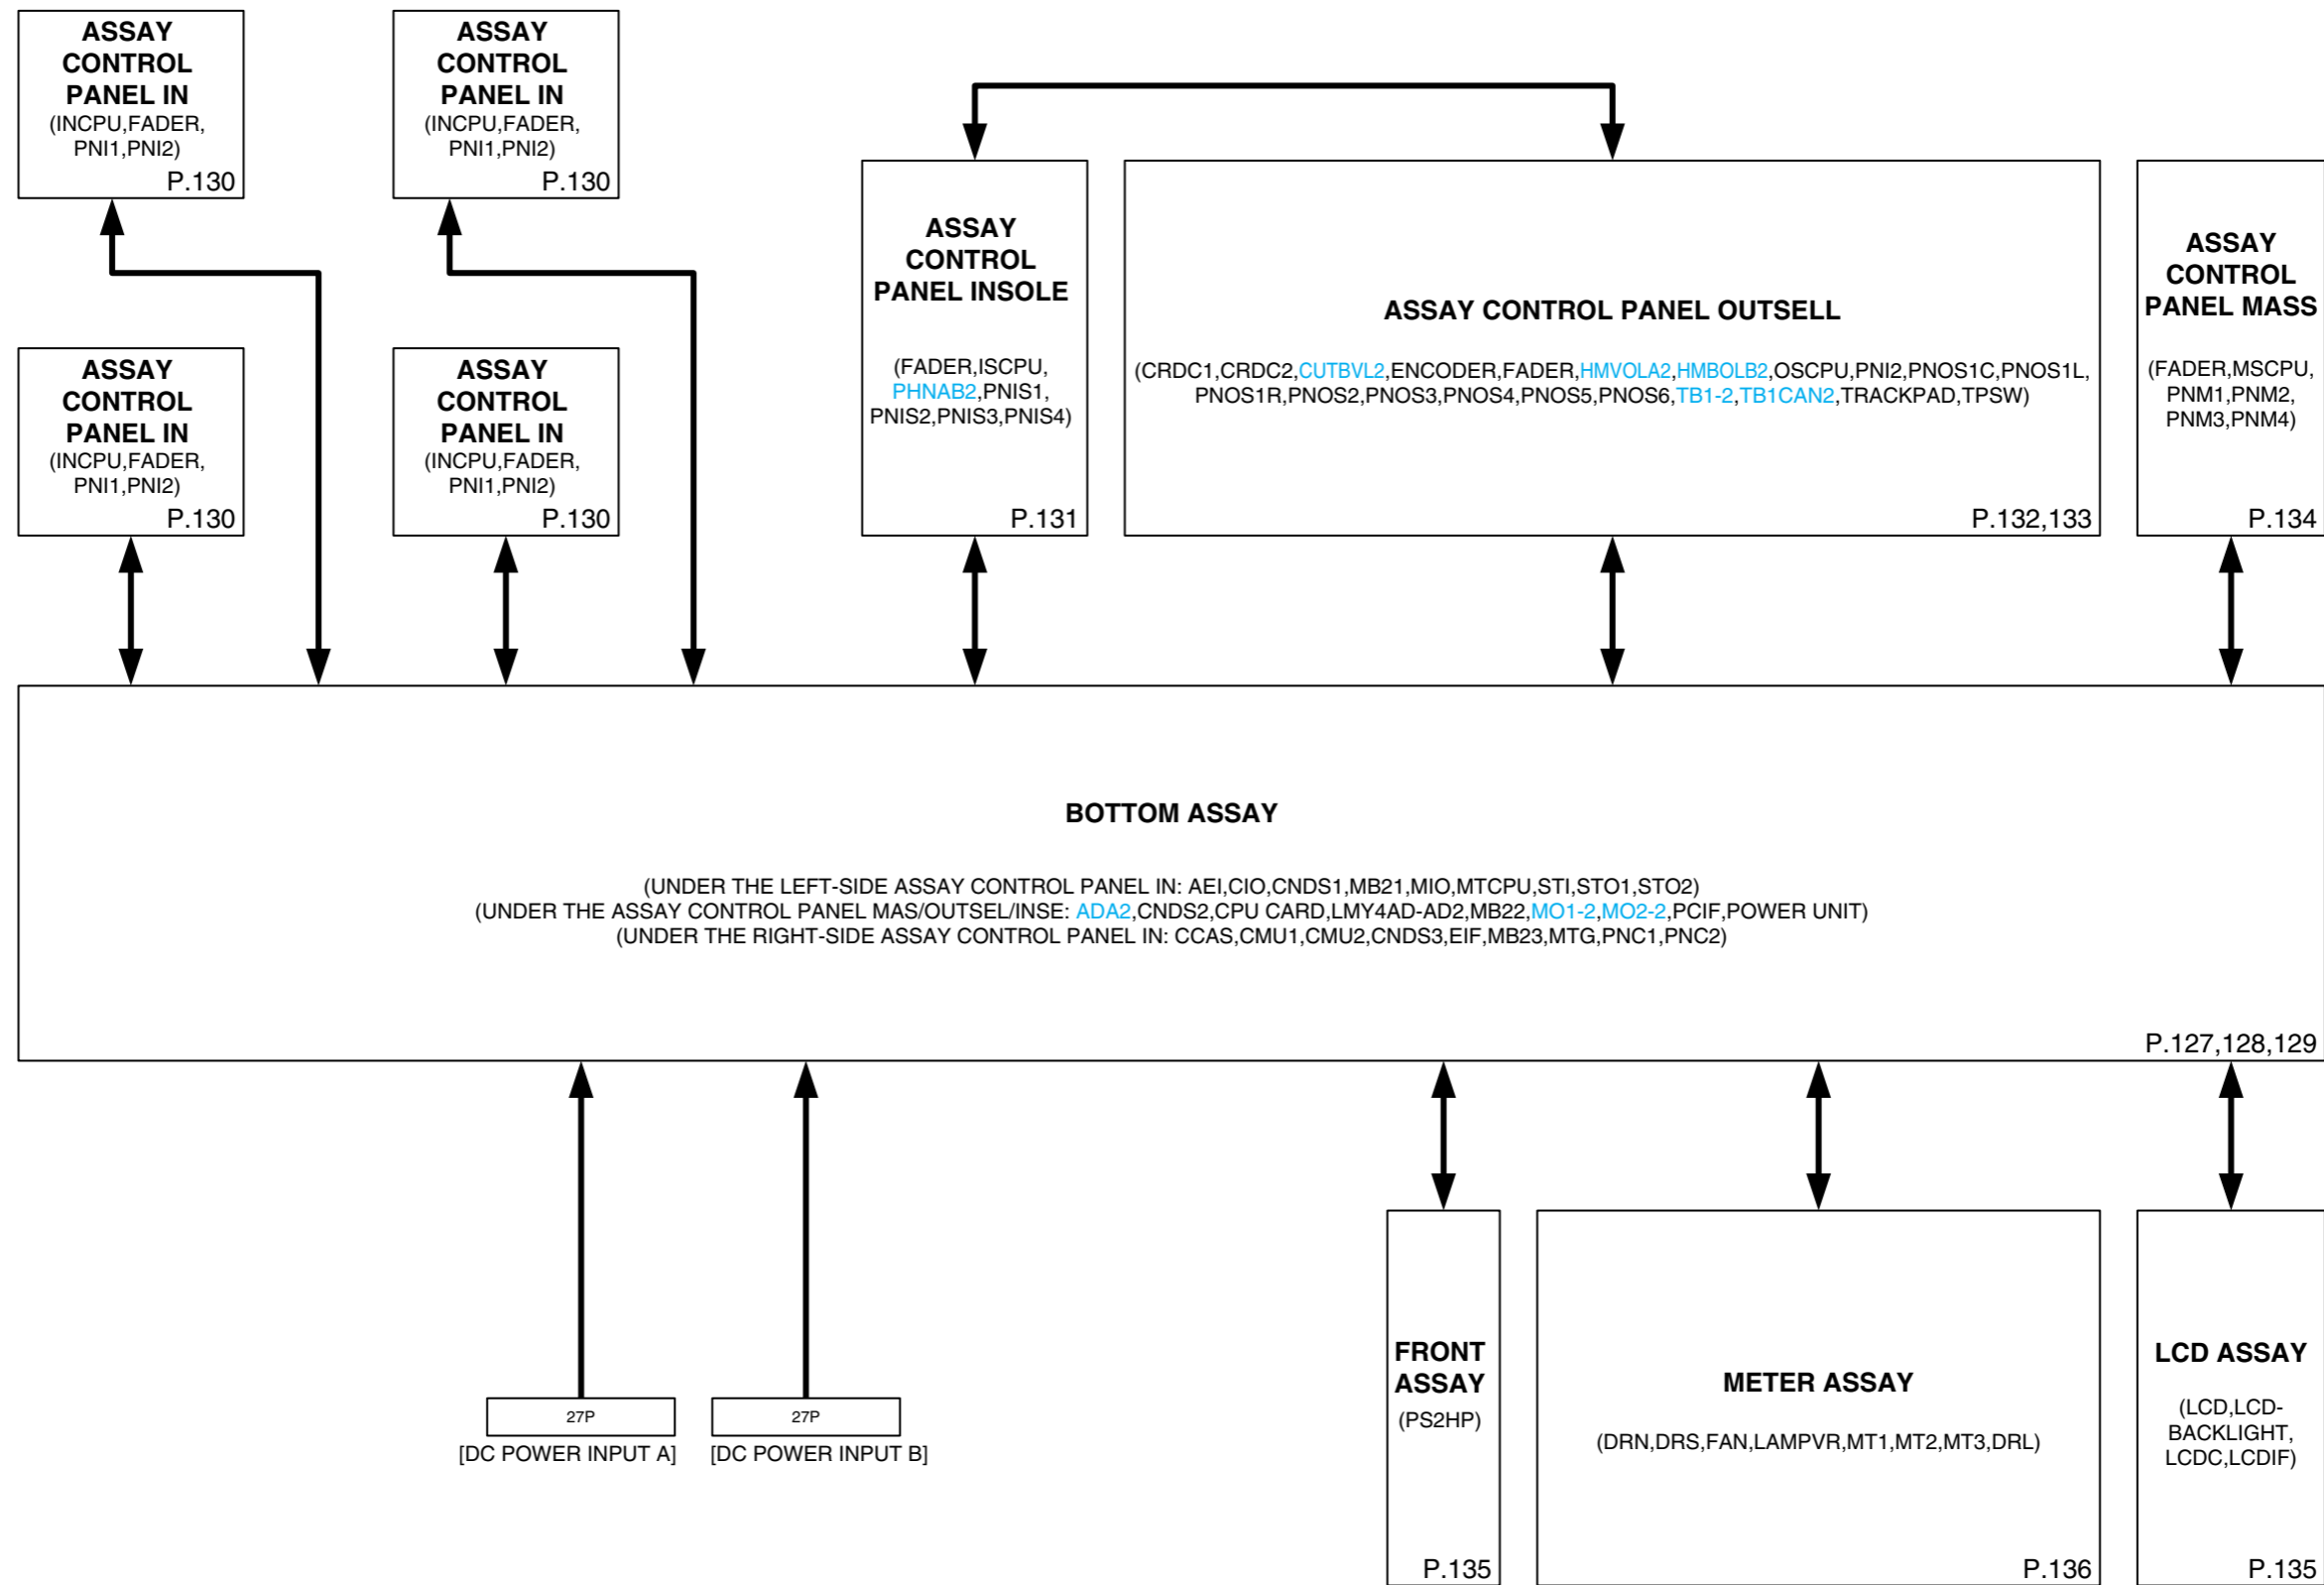 ASSAY
CONTROL
PANEL IN
(INCPU,FADER,
PNI1,PNI2)
P.130
ASSAY
CONTROL
PANEL IN
(INCPU,FADER,
PNI1,PNI2)
P.130
ASSAY
CONTROL
PANEL IN
(INCPU,FADER,
PNI1,PNI2)
P.130
ASSAY
CONTROL
PANEL IN
(INCPU,FADER,
PNI1,PNI2)
P.130
ASSAY
CONTROL
PANEL INSOLE
(FADER,ISCPU,
PHNAB2,PNIS1,
PNIS2,PNIS3,PNIS4)
P.131
ASSAY CONTROL PANEL OUTSELL
(CRDC1,CRDC2,CUTBVL2,ENCODER,FADER,HMVOLA2,HMBOLB2,OSCPU,PNI2,PNOS1C,PNOS1L,
PNOS1R,PNOS2,PNOS3,PNOS4,PNOS5,PNOS6,TB1-2,TB1CAN2,TRACKPAD,TPSW)
P.132,133
ASSAY
CONTROL
PANEL MASS
(FADER,MSCPU,
PNM1,PNM2,
PNM3,PNM4)
P.134
BOTTOM ASSAY
(UNDER THE LEFT-SIDE ASSAY CONTROL PANEL IN: AEI,CIO,CNDS1,MB21,MIO,MTCPU,STI,STO1,STO2)
(UNDER THE ASSAY CONTROL PANEL MAS/OUTSEL/INSE: ADA2,CNDS2,CPU CARD,LMY4AD-AD2,MB22,MO1-2,MO2-2,PCIF,POWER UNIT)
(UNDER THE RIGHT-SIDE ASSAY CONTROL PANEL IN: CCAS,CMU1,CMU2,CNDS3,EIF,MB23,MTG,PNC1,PNC2)
P.127,128,129
27P
[DC POWER INPUT A]
27P
[DC POWER INPUT B]
FRONT
ASSAY
(PS2HP)
P.135
METER ASSAY
(DRN,DRS,FAN,LAMPVR,MT1,MT2,MT3,DRL)
P.136
LCD ASSAY
(LCD,LCD-
BACKLIGHT,
LCDC,LCDIF)
P.135